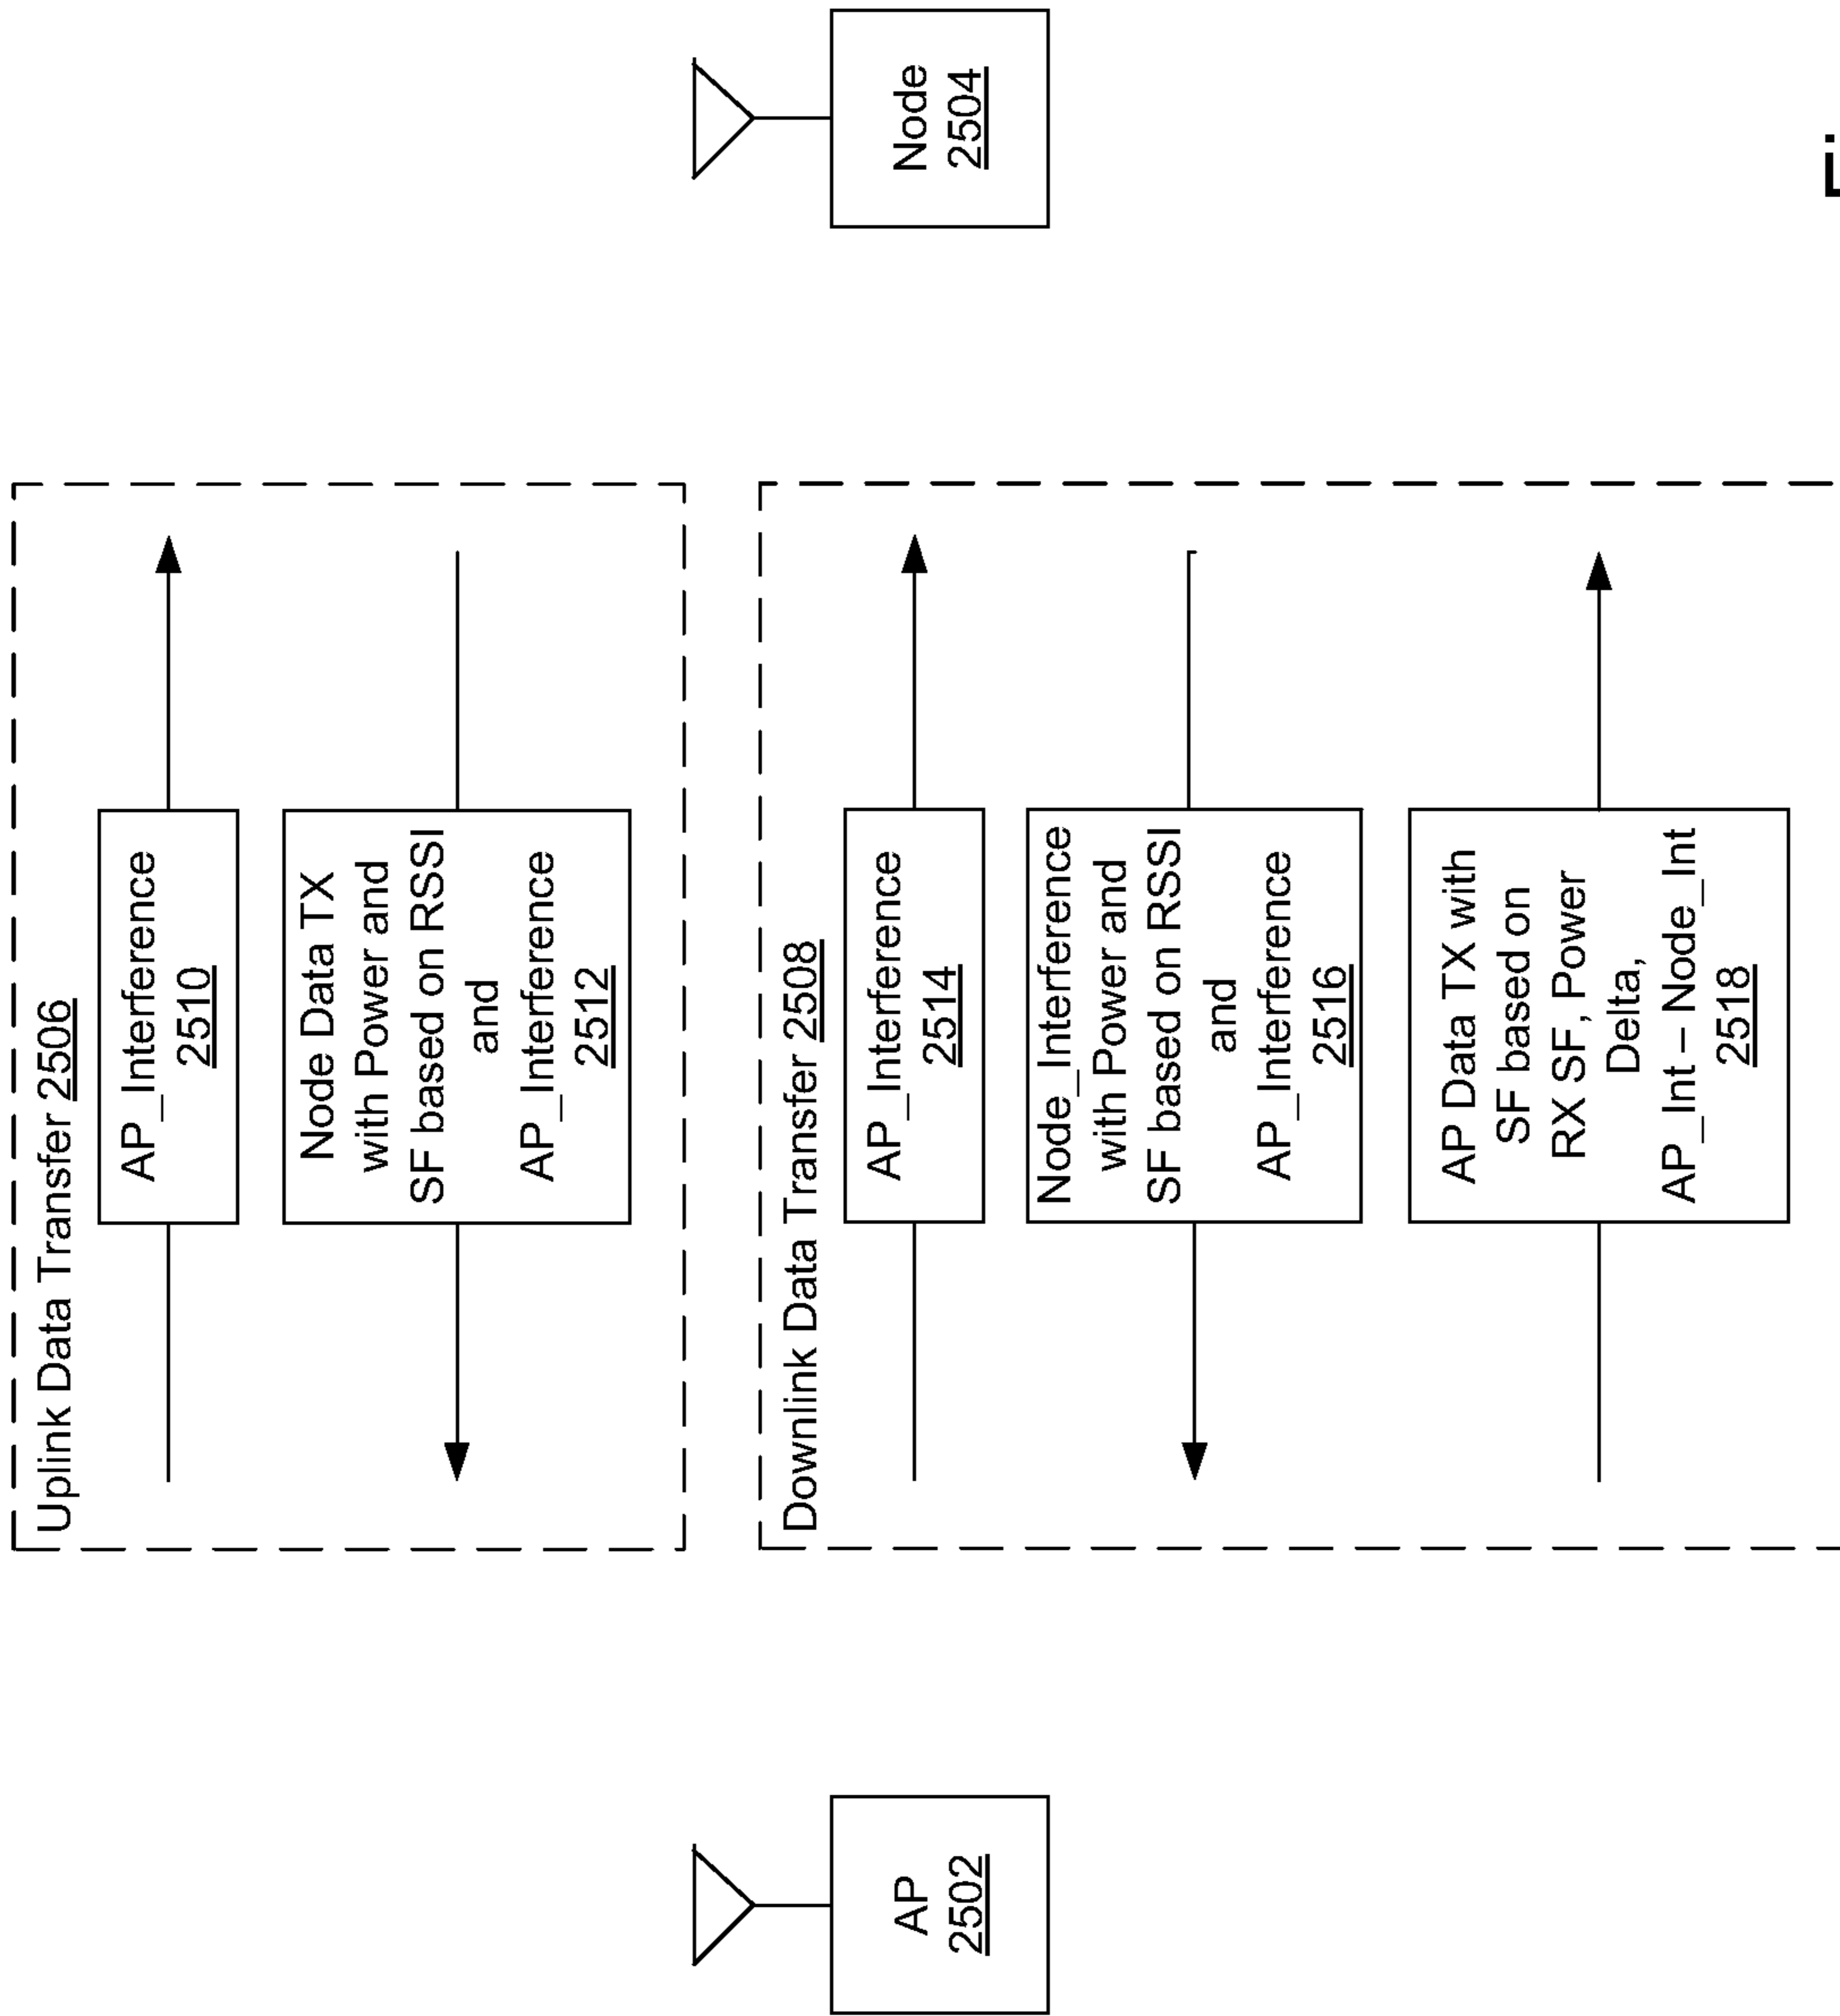 Uplink Data Transfer 2506
AP_Interference
2510
Node Data TX
with Power and
SF based on RSSI
and
AP_Interference
2512
AP
2502
Node
2504
Downlink Data Transfer 2508
AP_Interference
2514
Node_Interference
with Power and
SF based on RSSI
and
AP_Interference
2516
AP Data TX with
SF based on
RX SF, Power
Delta,
AP_Int – Node_Int
2518